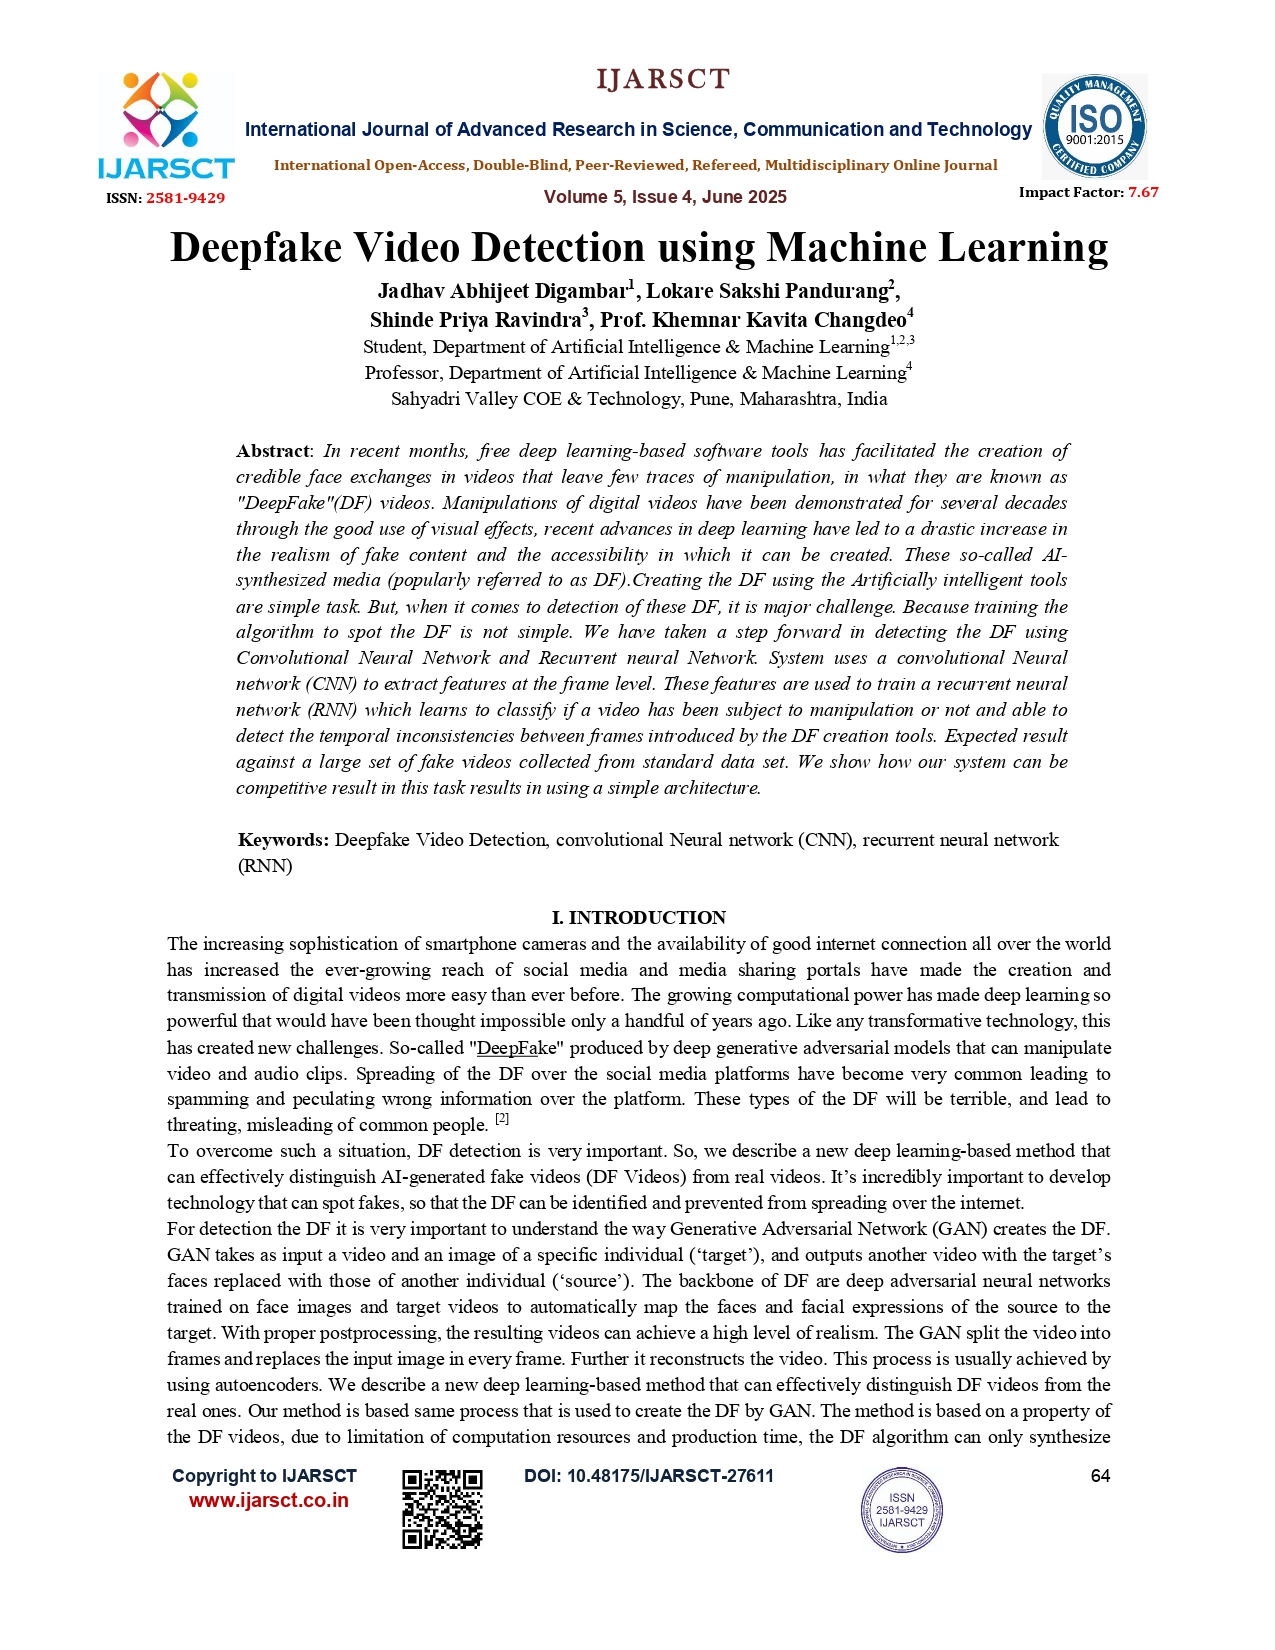 IJARSCT
International Journal of Advanced Research in Science, Communication and Technology
International Open-Access, Double-Blind, Peer-Reviewed, Refereed, Multidisciplinary Online Journal
IJARSCT
ISSN: 2581-9429
Volume 5, Issue 4, June 2025
QUALITY MANAGEMENT
ISO
9001:2015
CERTIFIED COMPANY
Impact Factor: 7.67
Deepfake Video Detection using Machine Learning
Jadhav Abhijeet Digambar1, Lokare Sakshi Pandurang2,
Shinde Priya Ravindra3, Prof. Khemnar Kavita Changdeo4
Student, Department of Artificial Intelligence & Machine Learning1,2,3
Professor, Department of Artificial Intelligence & Machine Learning4
Sahyadri Valley COE & Technology, Pune, Maharashtra, India
Abstract: In recent months, free deep learning-based software tools has facilitated the creation of
credible face exchanges in videos that leave few traces of manipulation, in what they are known as
"DeepFake"(DF) videos. Manipulations of digital videos have been demonstrated for several decades
through the good use of visual effects, recent advances in deep learning have led to a drastic increase in
the realism of fake content and the accessibility in which it can be created. These so-called AI-
synthesized media (popularly referred to as DF).Creating the DF using the Artificially intelligent tools
are simple task. But, when it comes to detection of these DF, it is major challenge. Because training the
algorithm to spot the DF is not simple. We have taken a step forward in detecting the DF using
Convolutional Neural Network and Recurrent neural Network. System uses a convolutional Neural
network (CNN) to extract features at the frame level. These features are used to train a recurrent neural
network (RNN) which learns to classify if a video has been subject to manipulation or not and able to
detect the temporal inconsistencies between frames introduced by the DF creation tools. Expected result
against a large set of fake videos collected from standard data set. We show how our system can be
competitive result in this task results in using a simple architecture.
Keywords: Deepfake Video Detection, convolutional Neural network (CNN), recurrent neural network
(RNN)
I. INTRODUCTION
The increasing sophistication of smartphone cameras and the availability of good internet connection all over the world
has increased the ever-growing reach of social media and media sharing portals have made the creation and
transmission of digital videos more easy than ever before. The growing computational power has made deep learning so
powerful that would have been thought impossible only a handful of years ago. Like any transformative technology, this
has created new challenges. So-called "DeepFake" produced by deep generative adversarial models that can manipulate
video and audio clips. Spreading of the DF over the social media platforms have become very common leading to
spamming and peculating wrong information over the platform. These types of the DF will be terrible, and lead to
threating, misleading of common people. [2]
To overcome such a situation, DF detection is very important. So, we describe a new deep learning-based method that
can effectively distinguish AI-generated fake videos (DF Videos) from real videos. It’s incredibly important to develop
technology that can spot fakes, so that the DF can be identified and prevented from spreading over the internet.
For detection the DF it is very important to understand the way Generative Adversarial Network (GAN) creates the DF.
GAN takes as input a video and an image of a specific individual (‘target’), and outputs another video with the target’s
faces replaced with those of another individual (‘source’). The backbone of DF are deep adversarial neural networks
trained on face images and target videos to automatically map the faces and facial expressions of the source to the
target. With proper postprocessing, the resulting videos can achieve a high level of realism. The GAN split the video into
frames and replaces the input image in every frame. Further it reconstructs the video. This process is usually achieved by
using autoencoders. We describe a new deep learning-based method that can effectively distinguish DF videos from the
real ones. Our method is based same process that is used to create the DF by GAN. The method is based on a property of
the DF videos, due to limitation of computation resources and production time, the DF algorithm can only synthesize
Copyright to IJARSCT
www.ijarsct.co.in
DOI: 10.48175/IJARSCT-27611
ISSN
2581-9429
IJARSCT
64